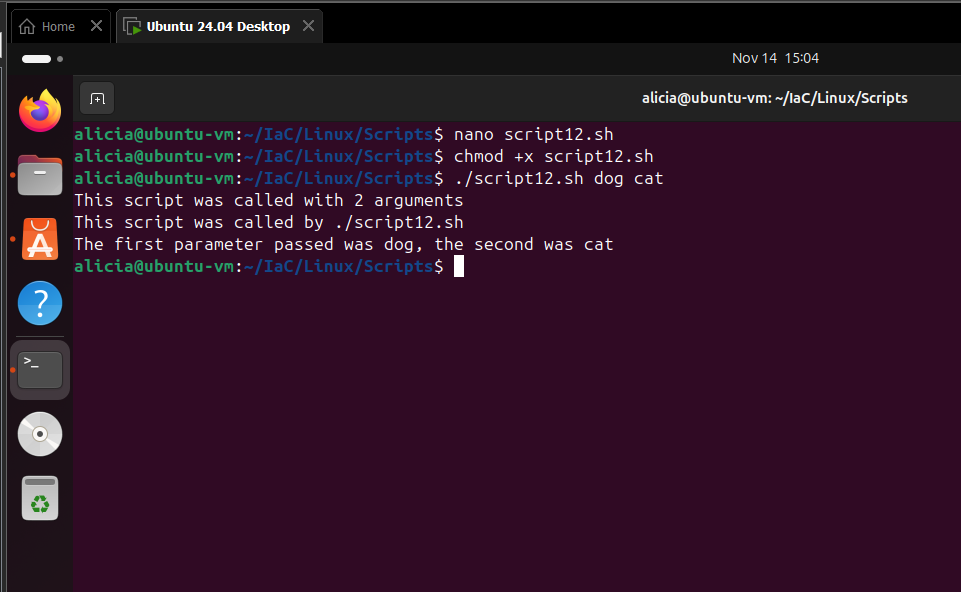 Home
Ubuntu 24.04 Desktop
Nov 14 15:04
alicia@ubuntu-vm: ~/IaC/Linux/Scripts
alicia@ubuntu-vm:~/IaC/Linux/Scripts$ nano script12.sh
alicia@ubuntu-vm:~/IaC/Linux/Scripts$ chmod +x script12.sh
alicia@ubuntu-vm:~/IaC/Linux/Scripts$ ./script12.sh dog cat
This script was called with 2 arguments
This script was called by ./script12.sh
The first parameter passed was dog, the second was cat
alicia@ubuntu-vm:~/IaC/Linux/Scripts$